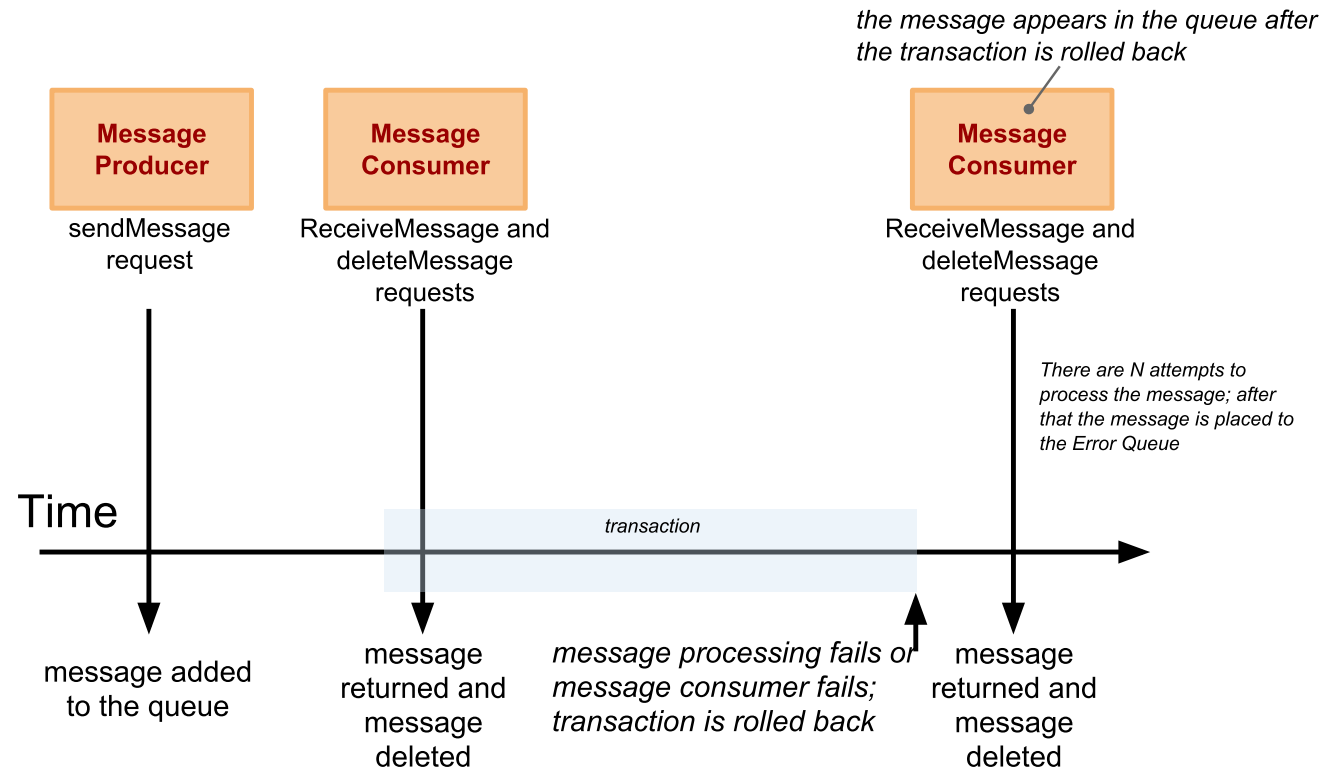 the message appears in the queue after
the transaction is rolled back
Message
Producer
sendMessage
request
Message
Consumer
ReceiveMessage and
deleteMessage
requests
Message
Consumer
ReceiveMessage and
deleteMessage
requests
There are N attempts to
process the message; after
that the message is placed to
the Error Queue
Time
transaction
message added
to the queue
message
returned and
message
deleted
message processing fails or
message consumer fails;
transaction is rolled back
message
returned and
message
deleted